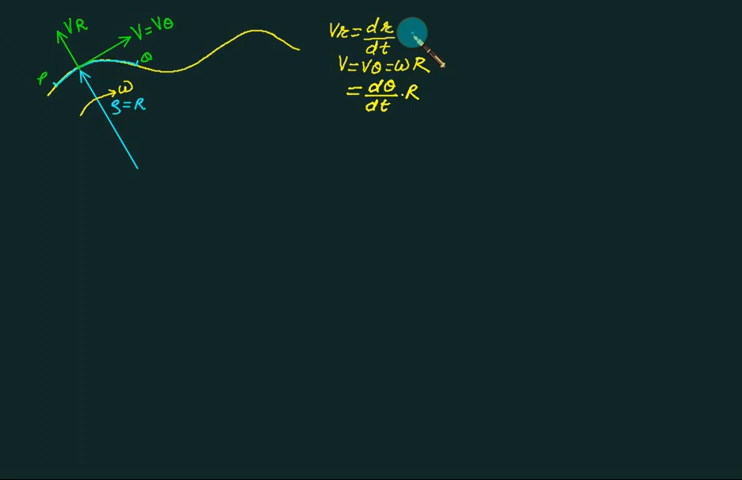 VR
V=Vθ
P
Q
ω
ρ=R
Vr=dr/dt
V=Vθ=ωR
=dθ/dt·R